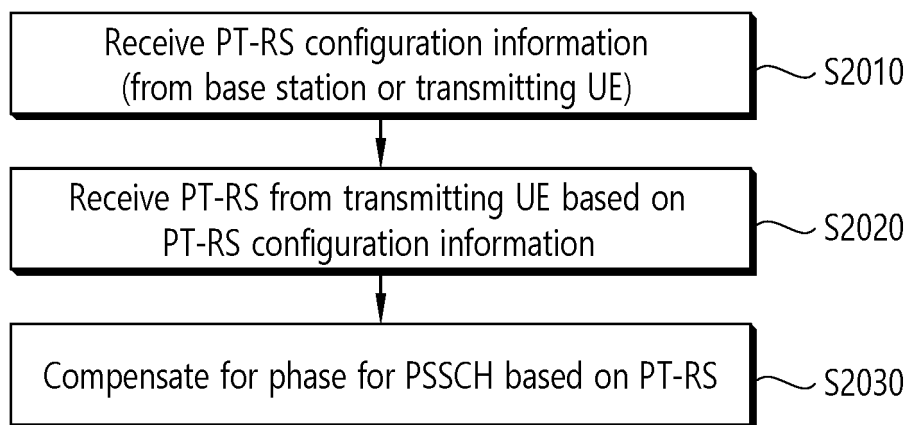 Receive PT-RS configuration information
(from base station or transmitting UE)
S2010
Receive PT-RS from transmitting UE based on
PT-RS configuration information
S2020
Compensate for phase for PSSCH based on PT-RS
S2030